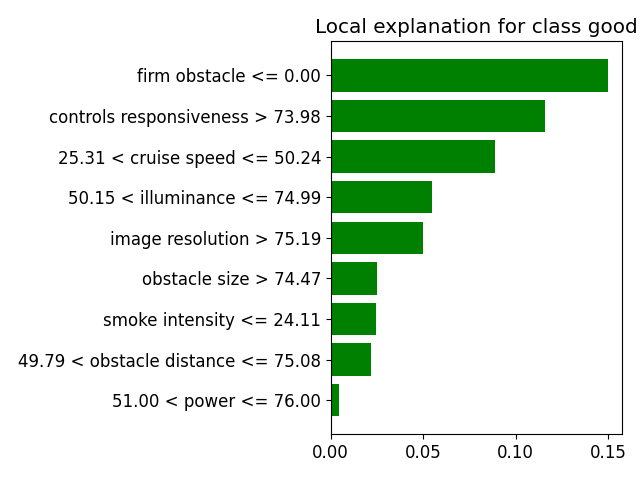 Local explanation for class good
firm obstacle <= 0.00
controls responsiveness > 73.98
25.31 < cruise speed <= 50.24
50.15 < illuminance <= 74.99
image resolution > 75.19
obstacle size > 74.47
smoke intensity <= 24.11
49.79 < obstacle distance <= 75.08
51.00 < power <= 76.00
0.00 0.05 0.10 0.15